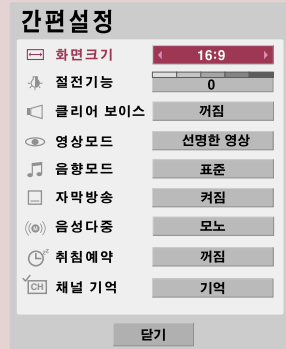 간편설정
화면크기 16:9
절전기능 0
클리어 보이스 꺼짐
영상모드 선명한 영상
음향모드 표준
자막방송 켜짐
음성다중 모노
취침예약 꺼짐
CH 채널 기억 기억
닫기